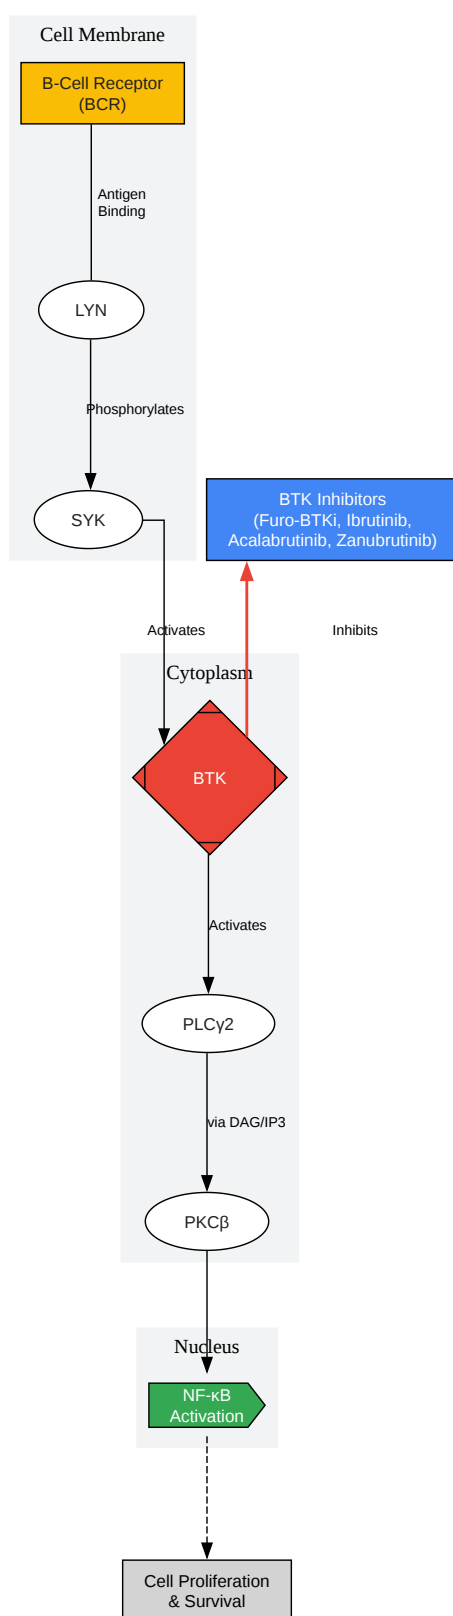 Cell Membrane
B-Cell Receptor
(BCR)
Antigen
Binding
LYN
Phosphorylates
SYK
BTK Inhibitors
(Furo-BTKi, Ibrutinib,
Acalabrutinib, Zanubrutinib)
Activates
Inhibits
Cytoplasm
BTK
Activates
PLCγ2
via DAG/IP3
PKCβ
Nucleus
NF-κB
Activation
Cell Proliferation
& Survival